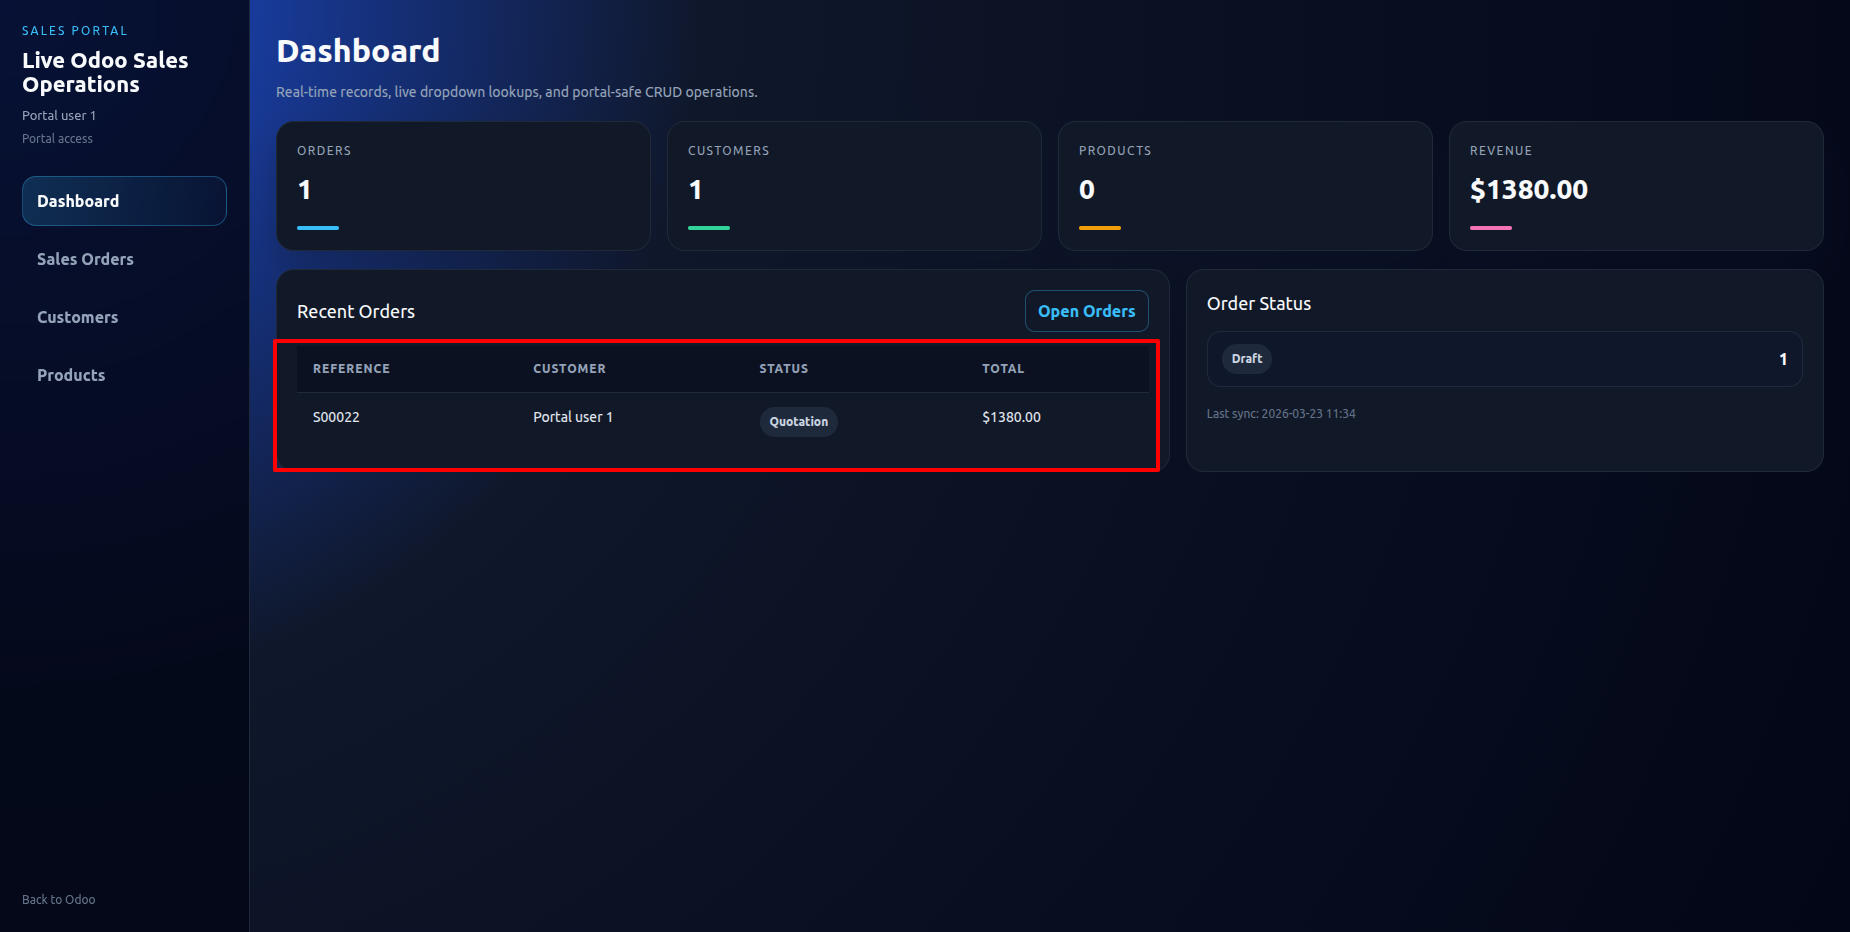 SALES PORTAL
Live Odoo Sales
Operations
Portal user 1
Portal access
Dashboard
Sales Orders
Customers
Products
Back to Odoo
Dashboard
Real-time records, live dropdown lookups, and portal-safe CRUD operations.
ORDERS
1
CUSTOMERS
1
PRODUCTS
0
REVENUE
$1380.00
Recent Orders
Open Orders
REFERENCE CUSTOMER STATUS TOTAL
S00022 Portal user 1 Quotation $1380.00
Order Status
Draft 1
Last sync: 2026-03-23 11:34